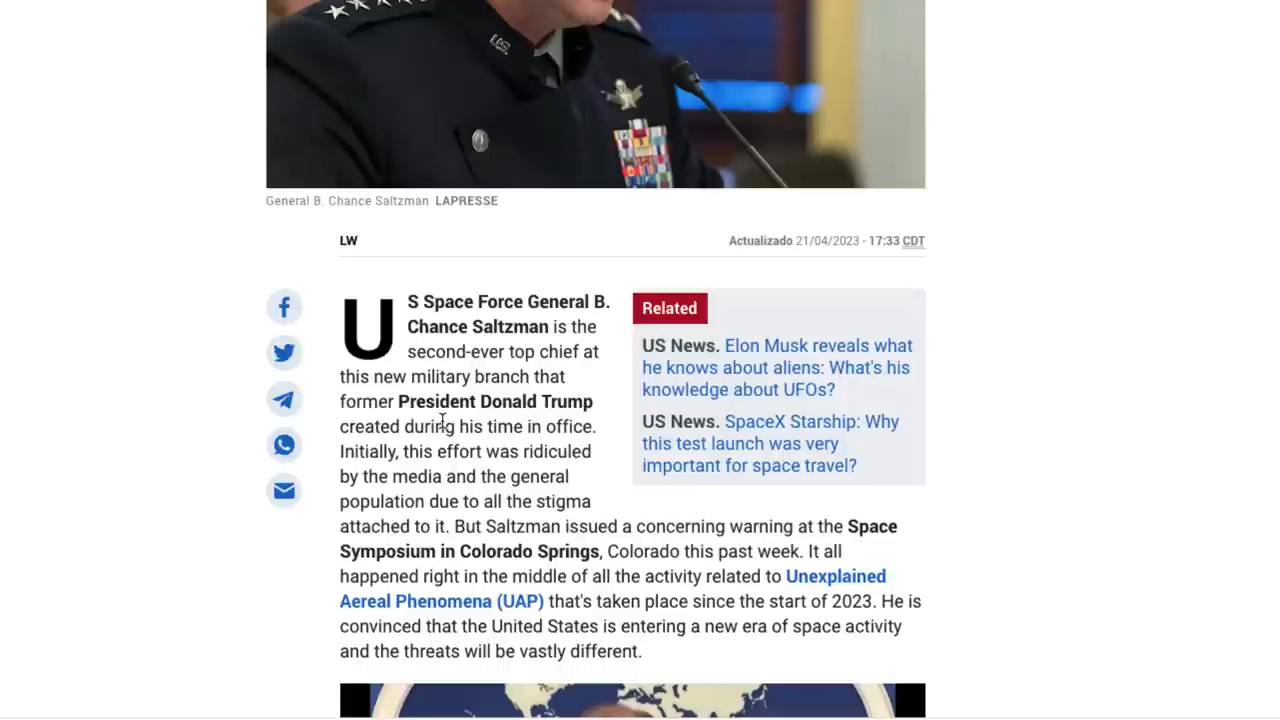 U.S.
General B. Chance Saltzman LAPRESSE
LW
Actualizado 21/04/2023 - 17:33 CDT
US Space Force General B.
Chance Saltzman is the
second-ever top chief at
this new military branch that
former President Donald Trump
created during his time in office.
Initially, this effort was ridiculed
by the media and the general
population due to all the stigma
attached to it. But Saltzman issued a concerning warning at the Space
Symposium in Colorado Springs, Colorado this past week. It all
happened right in the middle of all the activity related to Unexplained
Aereal Phenomena (UAP) that's taken place since the start of 2023. He is
convinced that the United States is entering a new era of space activity
and the threats will be vastly different.
Related
US News. Elon Musk reveals what
he knows about aliens: What's his
knowledge about UFOs?
US News. SpaceX Starship: Why
this test launch was very
important for space travel?